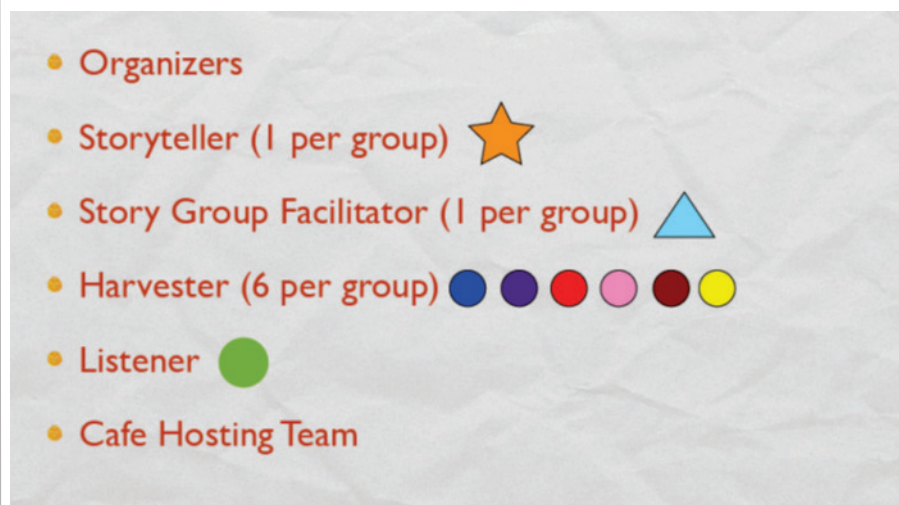 Organizers
Storyteller (1 per group)
Story Group Facilitator (1 per group)
Harvester (6 per group)
Listener
Cafe Hosting Team